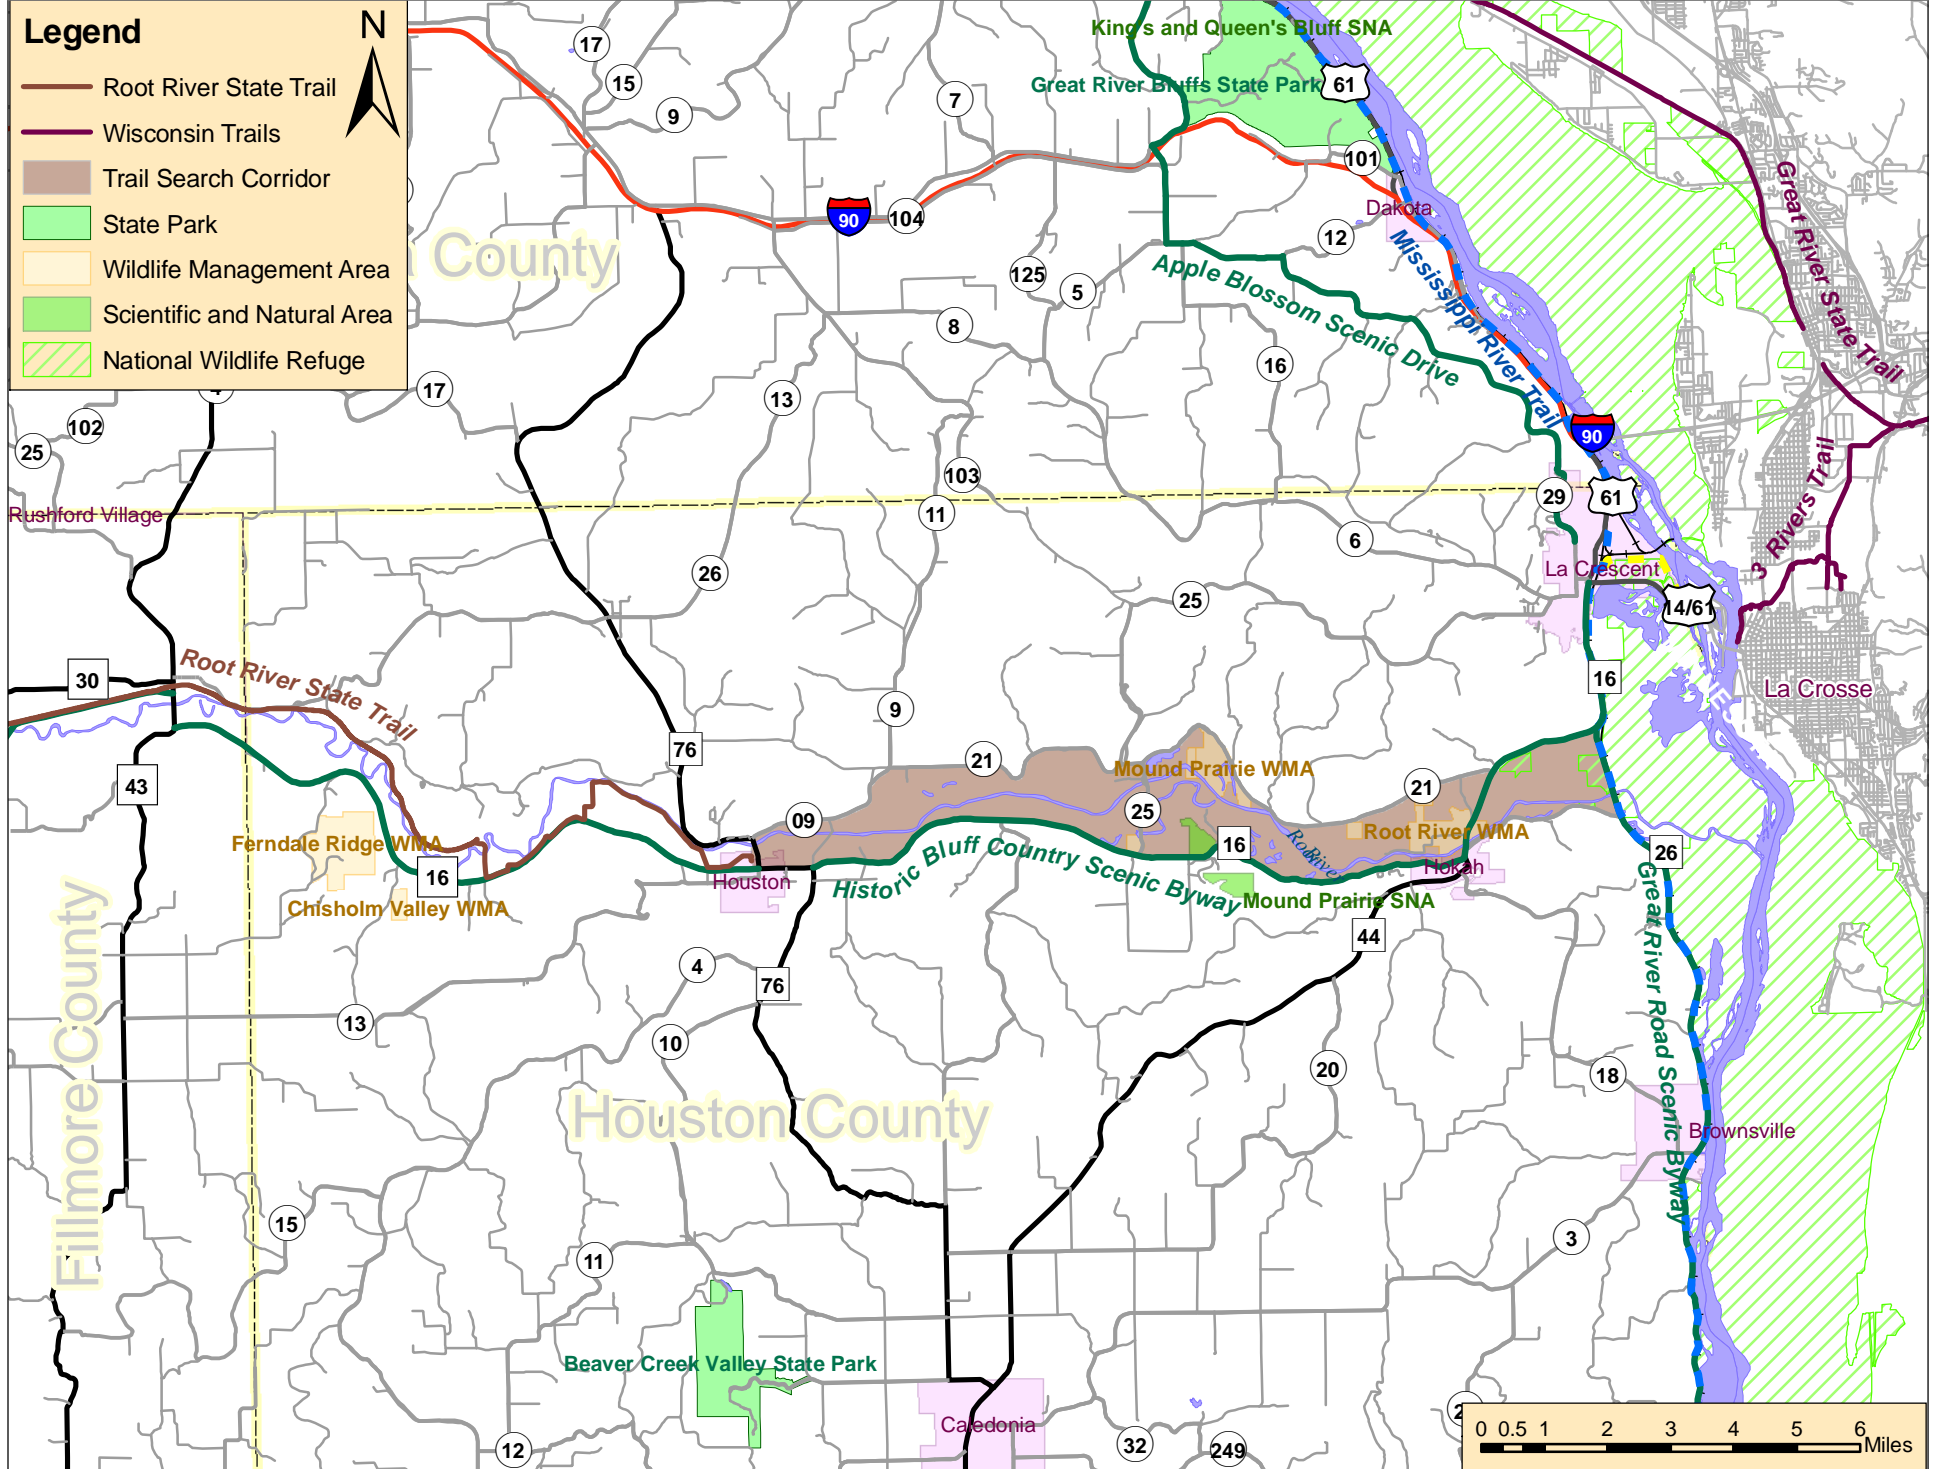 Legend
N
Root River State Trail
Wisconsin Trails
Trail Search Corridor
State Park
Wildlife Management Area
Scientific and Natural Area
National Wildlife Refuge
King's and Queen's Bluff SNA
Great River Bluffs State Park
61
17
15
9
7
101
Dakota
90
104
12
County
125
5
Apple Blossom Scenic Drive
Mississippi River Trail
Great River State Trail
8
16
17
13
102
25
90
103
11
29
61
3 Rivers Trail
Rushford Village
6
26
25
La Crescent
14/61
30
Root River State Trail
16
La Crosse
9
76
43
21
Mound Prairie WMA
21
09
25
Ferndale Ridge WMA
16
Root River WMA
Root River
26
16
Houston
Hokah
Chisholm Valley WMA
Historic Bluff Country Scenic Byway
Mound Prairie SNA
44
4
76
Great River Road Scenic Byway
13
10
20
18
Fillmore County
Houston County
Brownsville
15
3
11
Beaver Creek Valley State Park
Caledonia
12
32
249
0 0.5 1 2 3 4 5 6
Miles